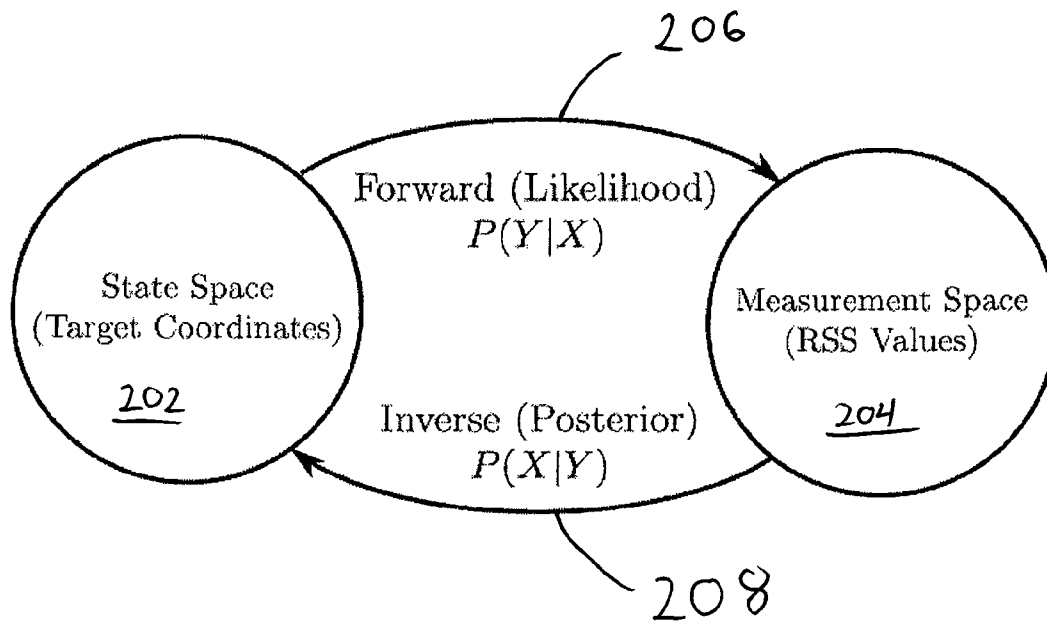 206
Forward (Likelihood)
P(Y|X)
State Space
(Target Coordinates)
202
Measurement Space
(RSS Values)
204
Inverse (Posterior)
P(X|Y)
208